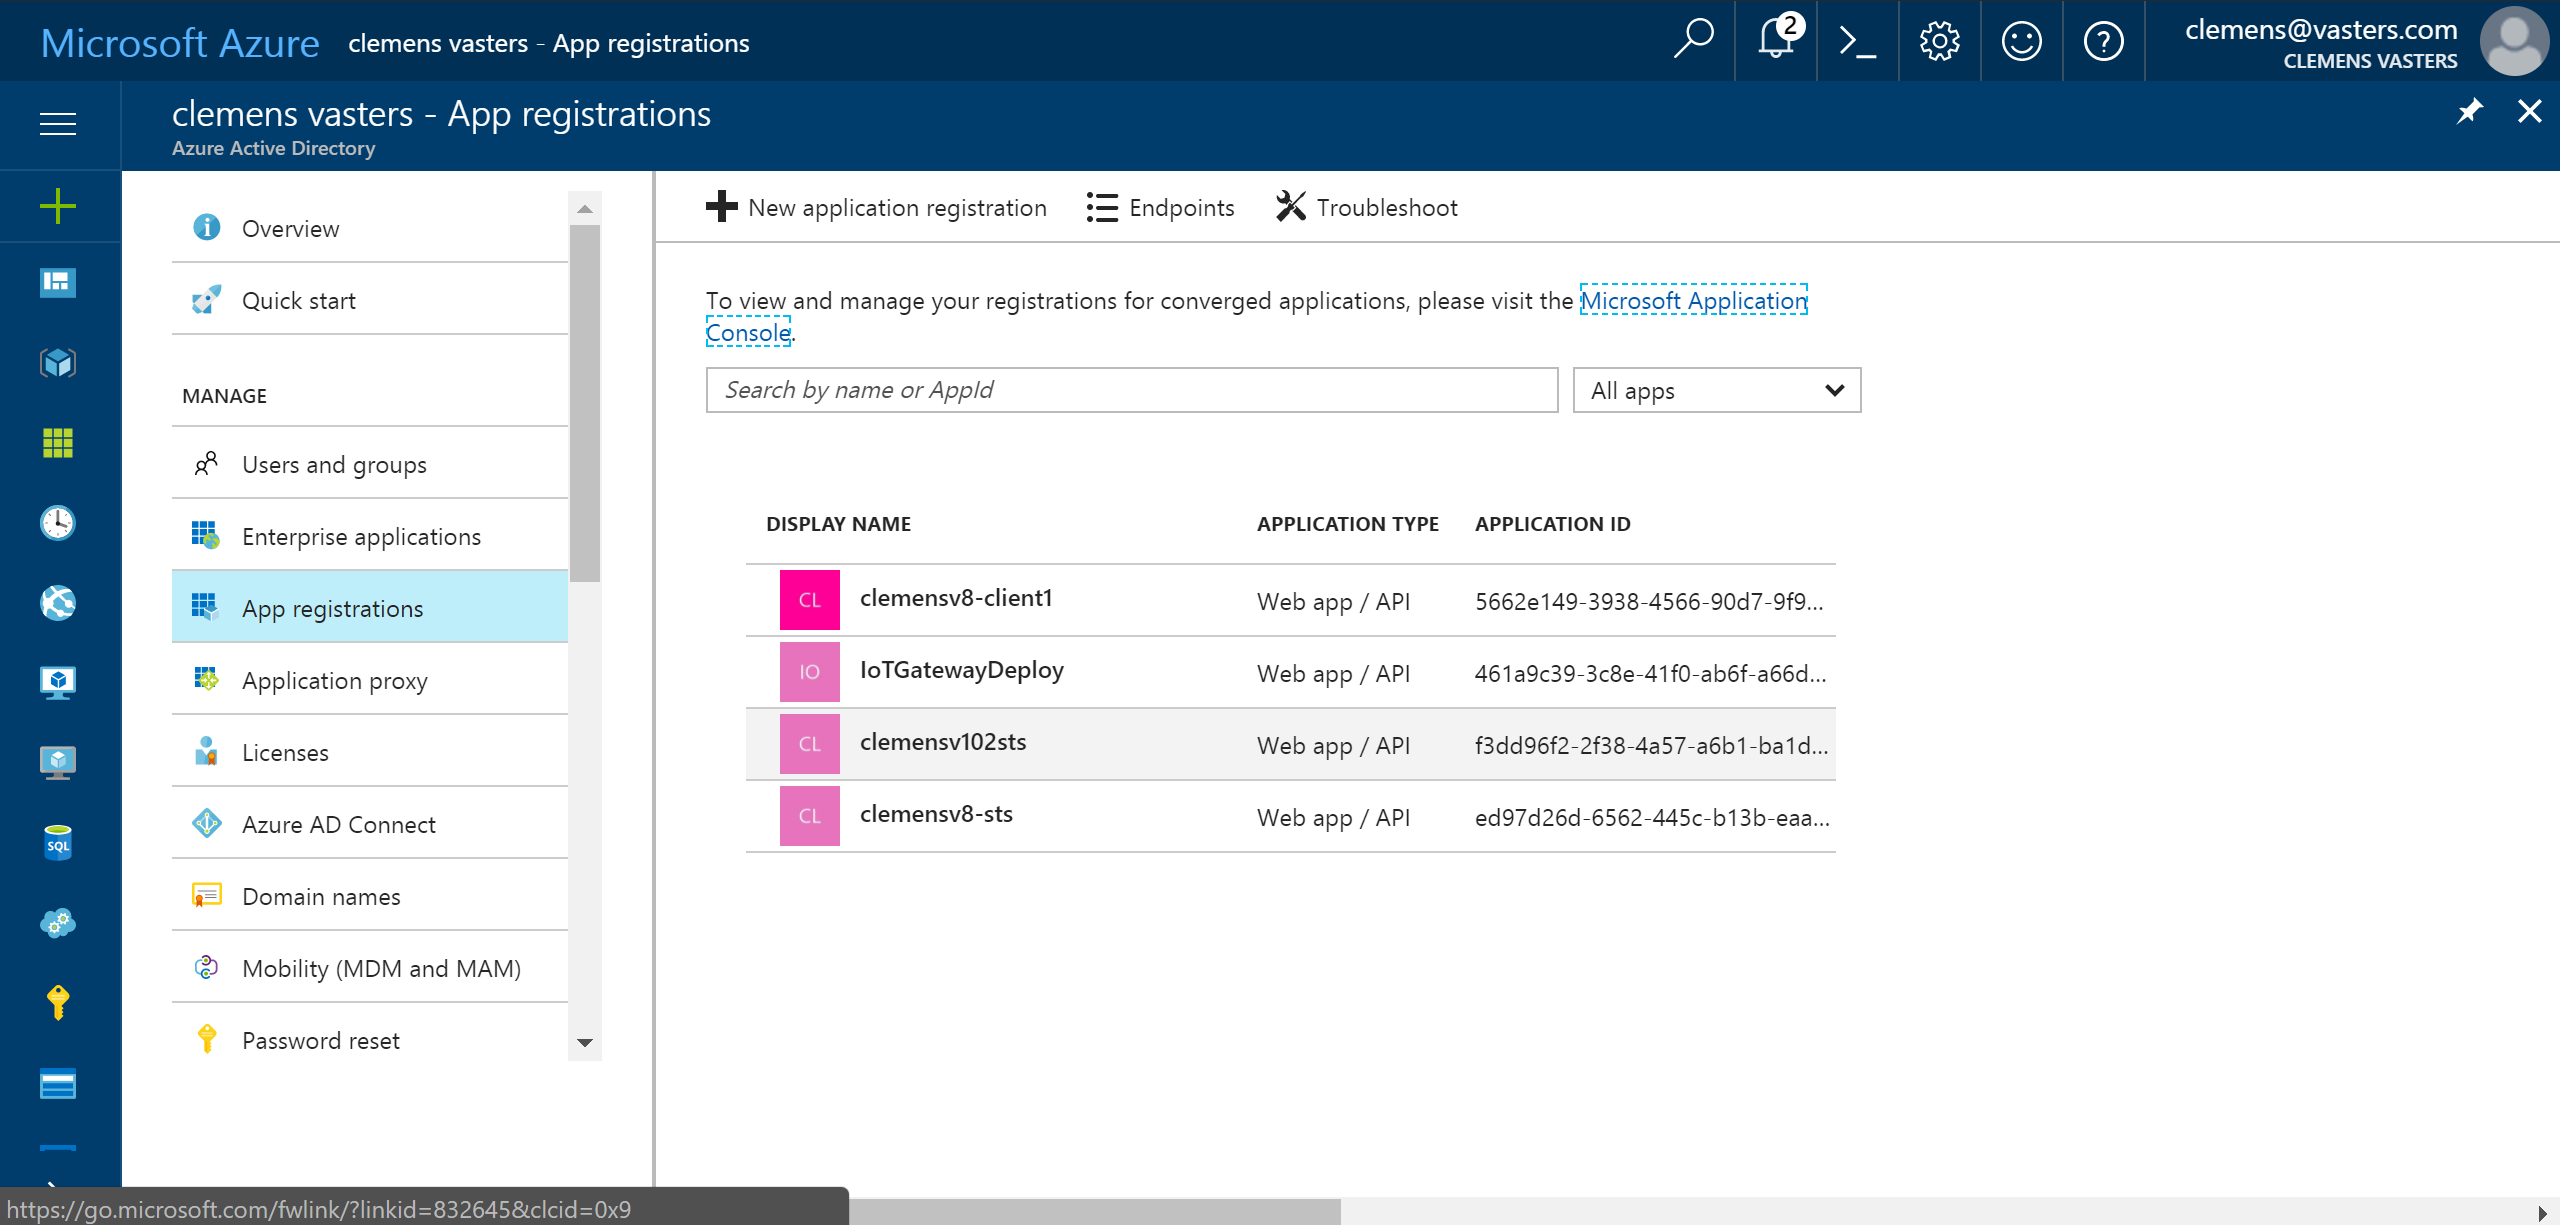 Microsoft Azure clemens vasters - App registrations 2 clemens@vasters.com
CLEMENS VASTERS
clemens vasters - App registrations
Azure Active Directory
Overview
Quick start
MANAGE
Users and groups
Enterprise applications
App registrations
Application proxy
Licenses
Azure AD Connect
Domain names
Mobility (MDM and MAM)
Password reset
SQL
New application registration Endpoints Troubleshoot
To view and manage your registrations for converged applications, please visit the Microsoft Application
Console.
Search by name or AppId All apps
DISPLAY NAME APPLICATION TYPE APPLICATION ID
CL clemensv8-client1 Web app / API 5662e149-3938-4566-90d7-9f9...
IO IoTGatewayDeploy Web app / API 461a9c39-3c8e-41f0-ab6f-a66d...
CL clemensv102sts Web app / API f3dd96f2-2f38-4a57-a6b1-ba1d...
CL clemensv8-sts Web app / API ed97d26d-6562-445c-b13b-eaa...
https://go.microsoft.com/fwlink/?linkid=832645&clcid=0x9